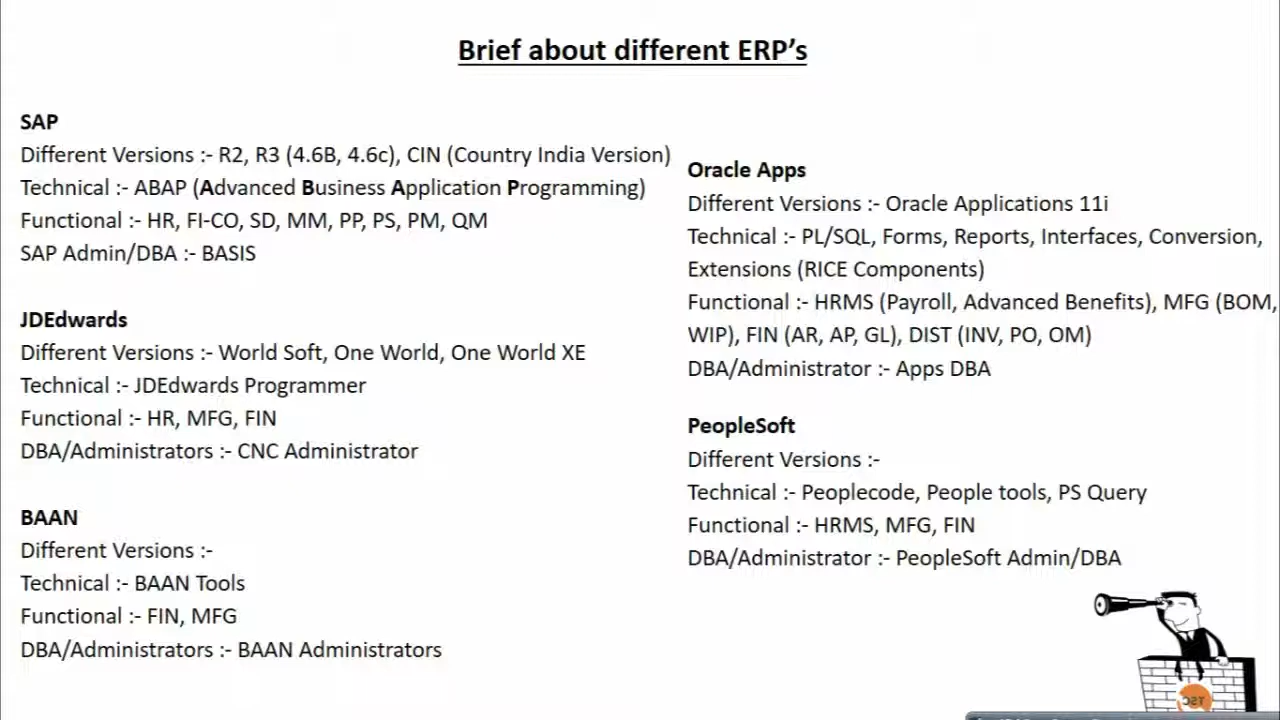 Brief about different ERP's
SAP
Different Versions :- R2, R3 (4.6B, 4.6c), CIN (Country India Version)
Technical :- ABAP (Advanced Business Application Programming)
Functional :- HR, FI-CO, SD, MM, PP, PS, PM, QM
SAP Admin/DBA :- BASIS
JDEdwards
Different Versions :- World Soft, One World, One World XE
Technical :- JDEdwards Programmer
Functional :- HR, MFG, FIN
DBA/Administrators :- CNC Administrator
BAAN
Different Versions :-
Technical :- BAAN Tools
Functional :- FIN, MFG
DBA/Administrators :- BAAN Administrators
Oracle Apps
Different Versions :- Oracle Applications 11i
Technical :- PL/SQL, Forms, Reports, Interfaces, Conversion,
Extensions (RICE Components)
Functional :- HRMS (Payroll, Advanced Benefits), MFG (BOM,
WIP), FIN (AR, AP, GL), DIST (INV, PO, OM)
DBA/Administrator :- Apps DBA
PeopleSoft
Different Versions :-
Technical :- Peoplecode, People tools, PS Query
Functional :- HRMS, MFG, FIN
DBA/Administrator :- PeopleSoft Admin/DBA